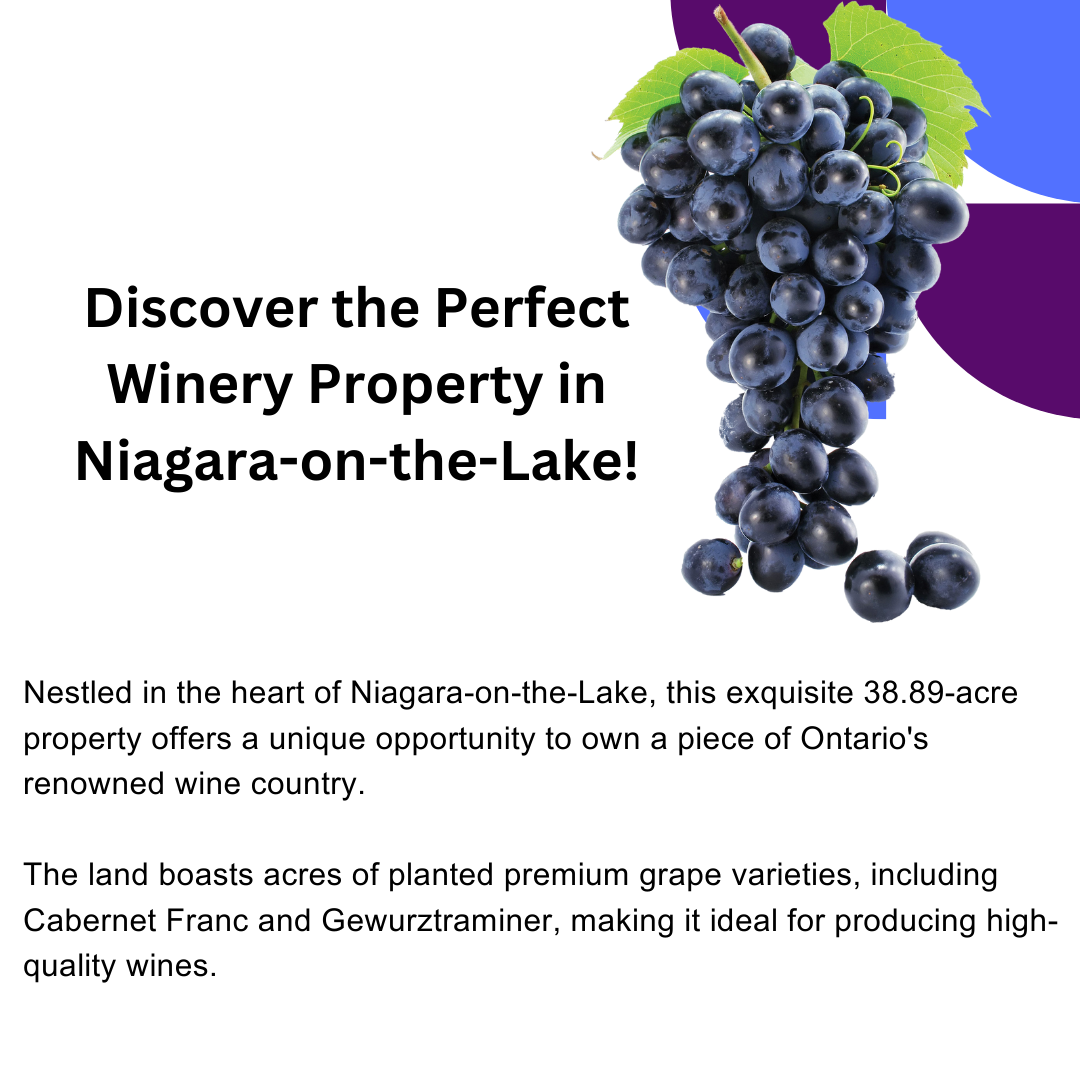 Discover the Perfect
Winery Property in
Niagara-on-the-Lake!
Nestled in the heart of Niagara-on-the-Lake, this exquisite 38.89-acre
property offers a unique opportunity to own a piece of Ontario's
renowned wine country.
The land boasts acres of planted premium grape varieties, including
Cabernet Franc and Gewurztraminer, making it ideal for producing high-
quality wines.